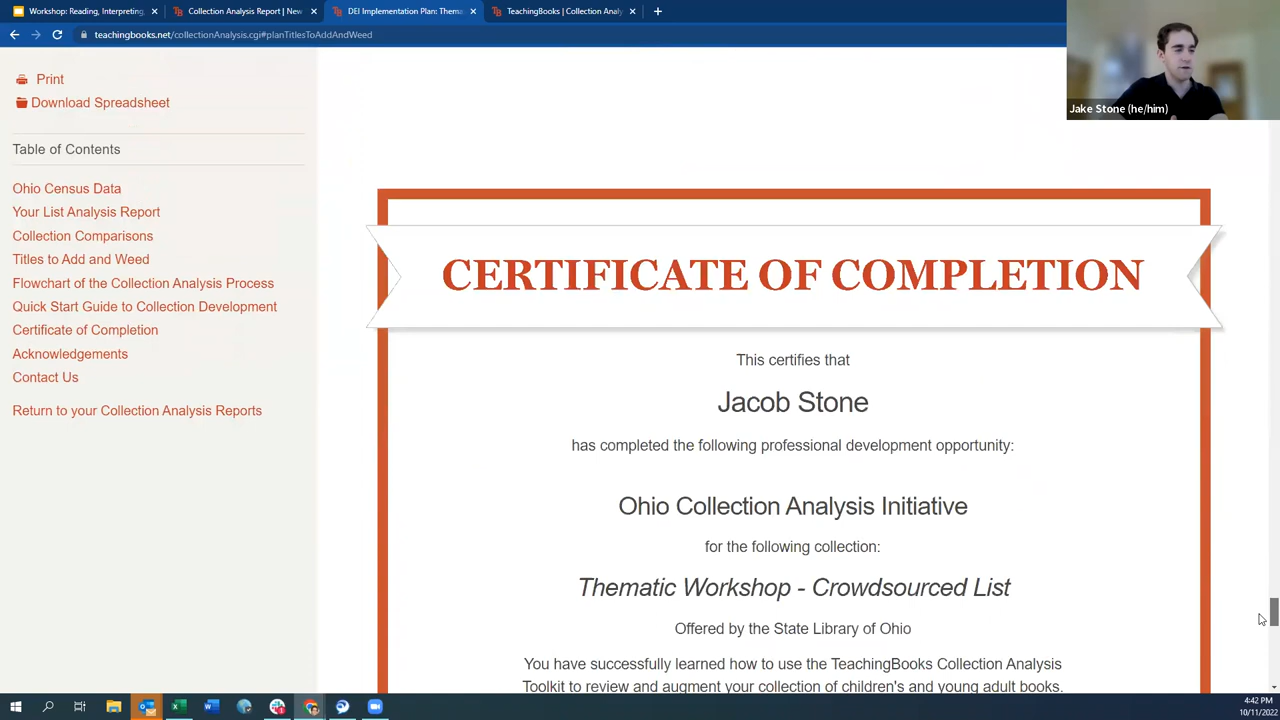 Workshop: Reading, Interpreting,
Collection Analysis Report | New
DEI Implementation Plan: Thema
TeachingBooks | Collection Analy
teachingbooks.net/collectionAnalysis.cgi#planTitlesToAddAndWeed
Jake Stone (he/him)
Print
Download Spreadsheet
Table of Contents
Ohio Census Data
Your List Analysis Report
Collection Comparisons
Titles to Add and Weed
Flowchart of the Collection Analysis Process
Quick Start Guide to Collection Development
Certificate of Completion
Acknowledgements
Contact Us
Return to your Collection Analysis Reports
CERTIFICATE OF COMPLETION
This certifies that
Jacob Stone
has completed the following professional development opportunity:
Ohio Collection Analysis Initiative
for the following collection:
Thematic Workshop - Crowdsourced List
Offered by the State Library of Ohio
You have successfully learned how to use the TeachingBooks Collection Analysis
Toolkit to review and augment your collection of children's and young adult books.
4:42 PM
10/11/2022